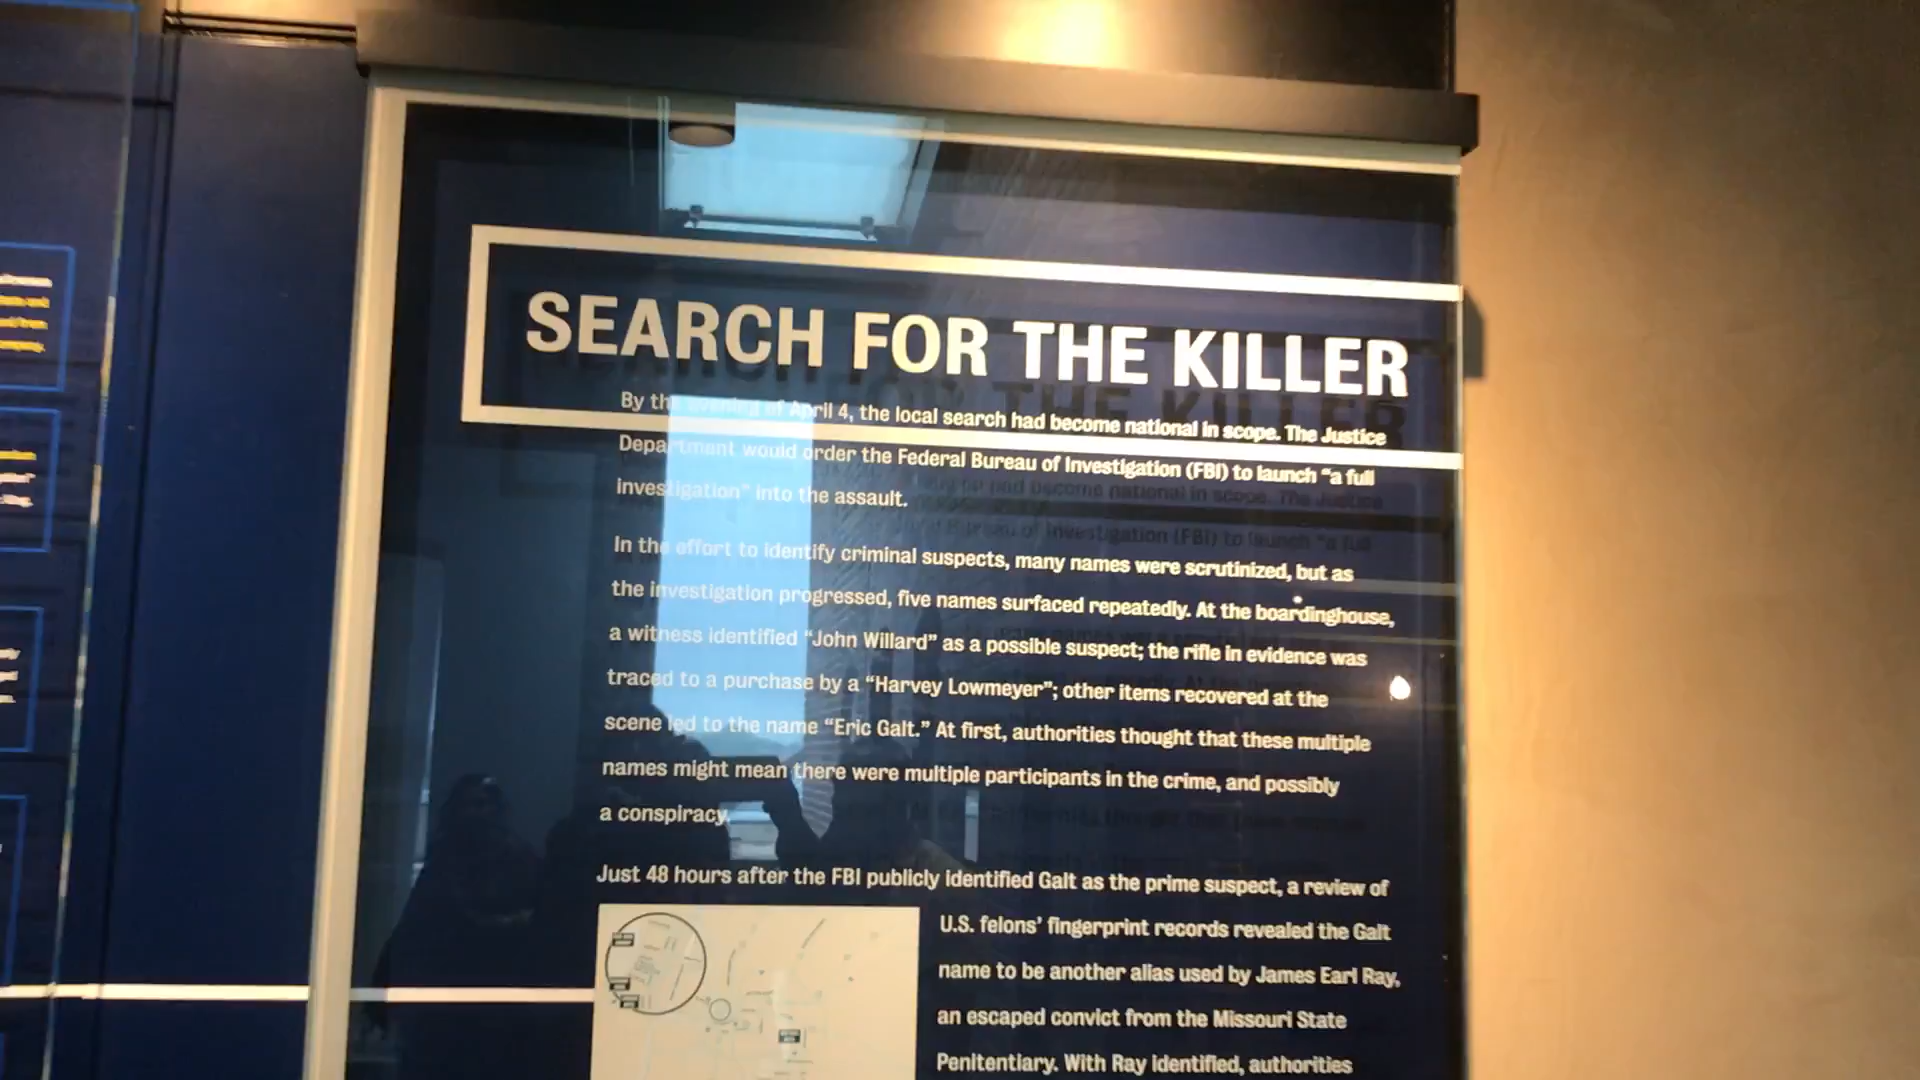 SEARCH FOR THE KILLER
By the evening of April 4, the local search had become national in scope. The Justice
Department would order the Federal Bureau of Investigation (FBI) to launch “a full
investigation” into the assault.
In the effort to identify criminal suspects, many names were scrutinized, but as
the investigation progressed, five names surfaced repeatedly. At the boardinghouse,
a witness identified “John Willard” as a possible suspect; the rifle in evidence was
traced to a purchase by a “Harvey Lowmeyer”; other items recovered at the
scene led to the name “Eric Galt.” At first, authorities thought that these multiple
names might mean there were multiple participants in the crime, and possibly
a conspiracy.
Just 48 hours after the FBI publicly identified Galt as the prime suspect, a review of
U.S. felons’ fingerprint records revealed the Galt
name to be another alias used by James Earl Ray,
an escaped convict from the Missouri State
Penitentiary. With Ray identified, authorities